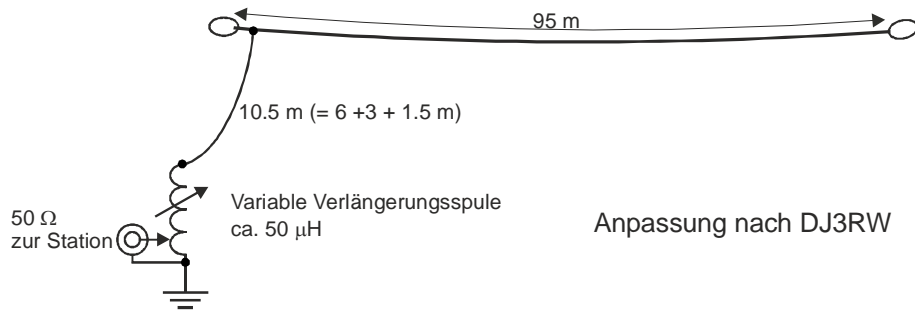 95 m
10.5 m (= 6 +3 + 1.5 m)
Variable Verlängerungsspule
ca. 50 μH
50 Ω
zur Station
Anpassung nach DJ3RW